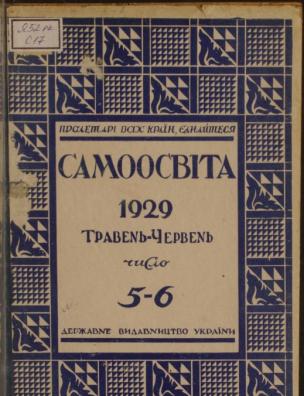 ПРОЛЕТАРІ ВСІХ КРАЇН, ЄДНАЙТЕСЯ
САМООСВІТА
1929
ТРАВЕНЬ-ЧЕРВЕНЬ
число
5-6
ДЕРЖАВНЕ ВИДАВНИЦТВО УКРАЇНИ